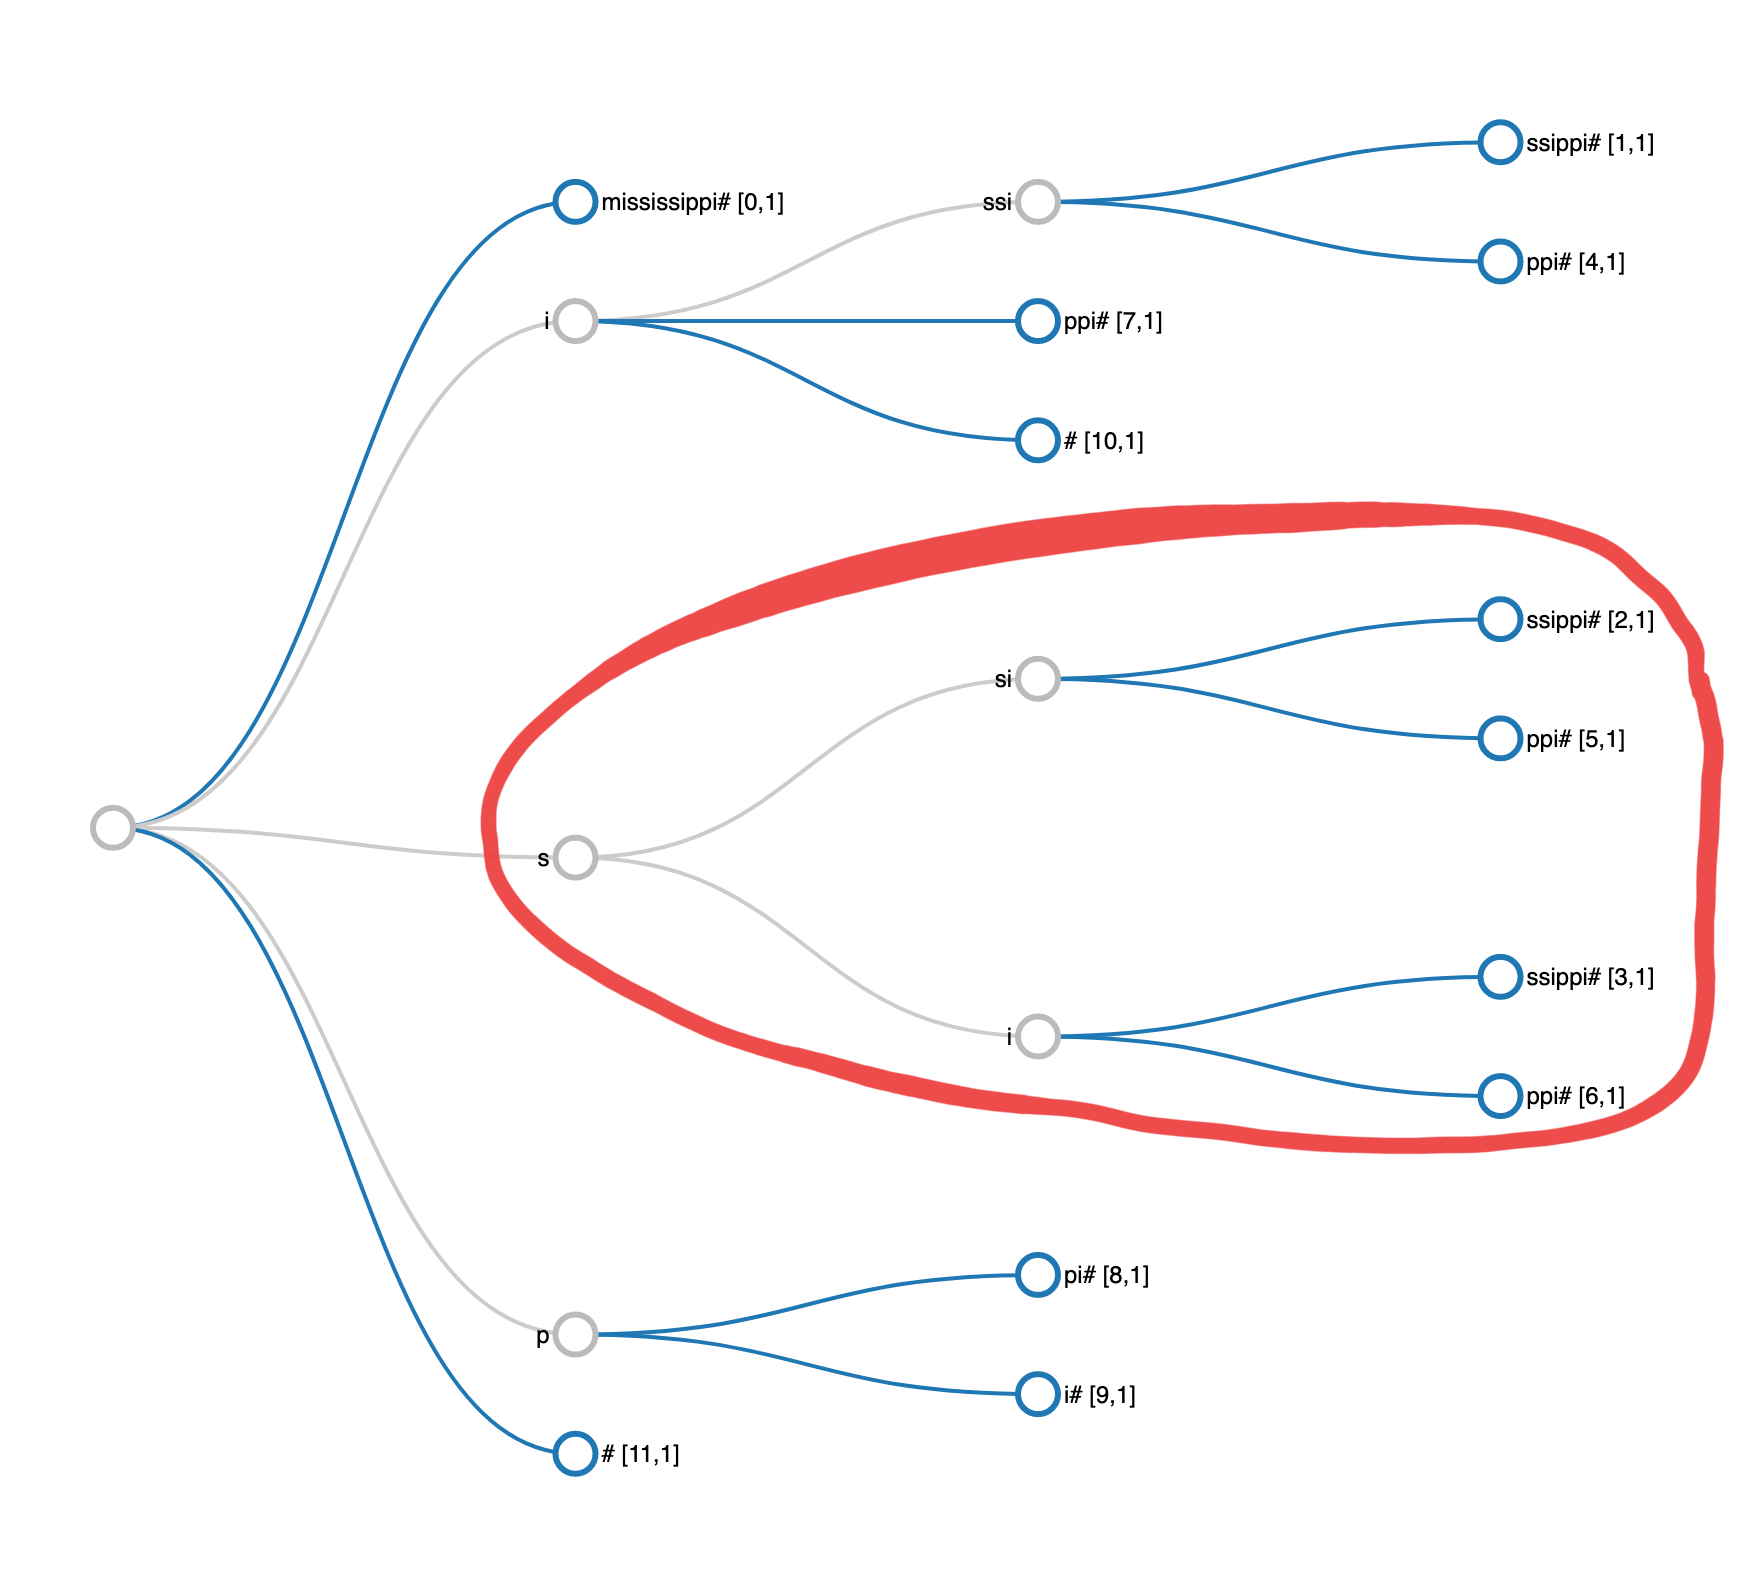 ssippi# [1,1]
mississippi# [0,1]
ssi
ppi# [4,1]
i
ppi# [7,1]
# [10,1]
ssippi# [2,1]
si
ppi# [5,1]
s
ssippi# [3,1]
i
ppi# [6,1]
pi# [8,1]
p
i# [9,1]
# [11,1]